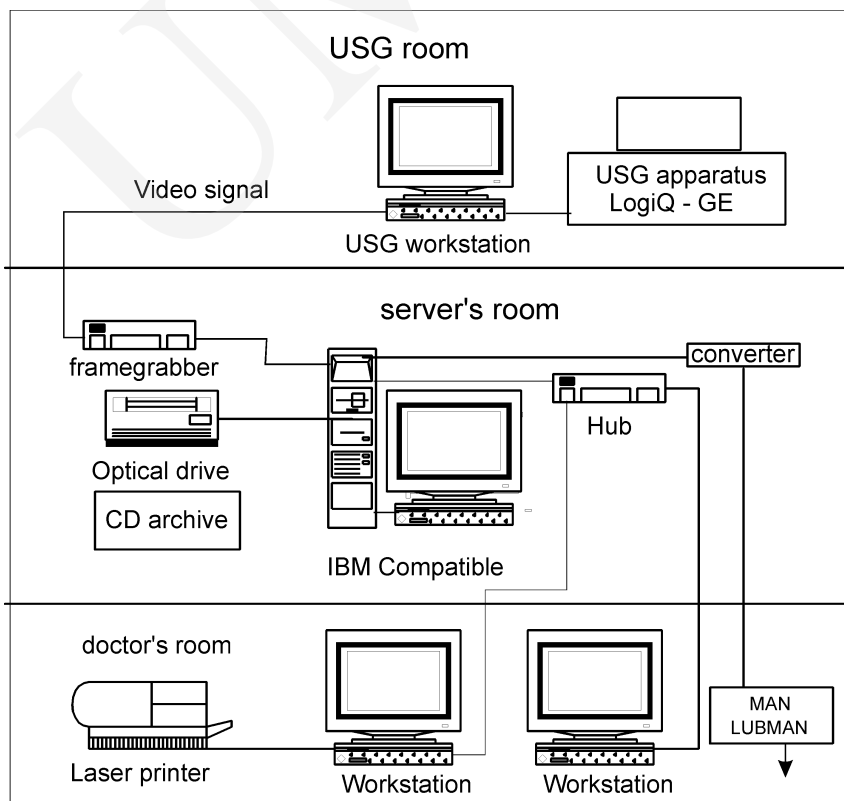 USG room
USG apparatus
LogiQ - GE
Video signal
USG workstation
server's room
converter
framegrabber
Hub
Optical drive
CD archive
IBM Compatible
doctor's room
MAN
LUBMAN
Laser printer
Workstation
Workstation